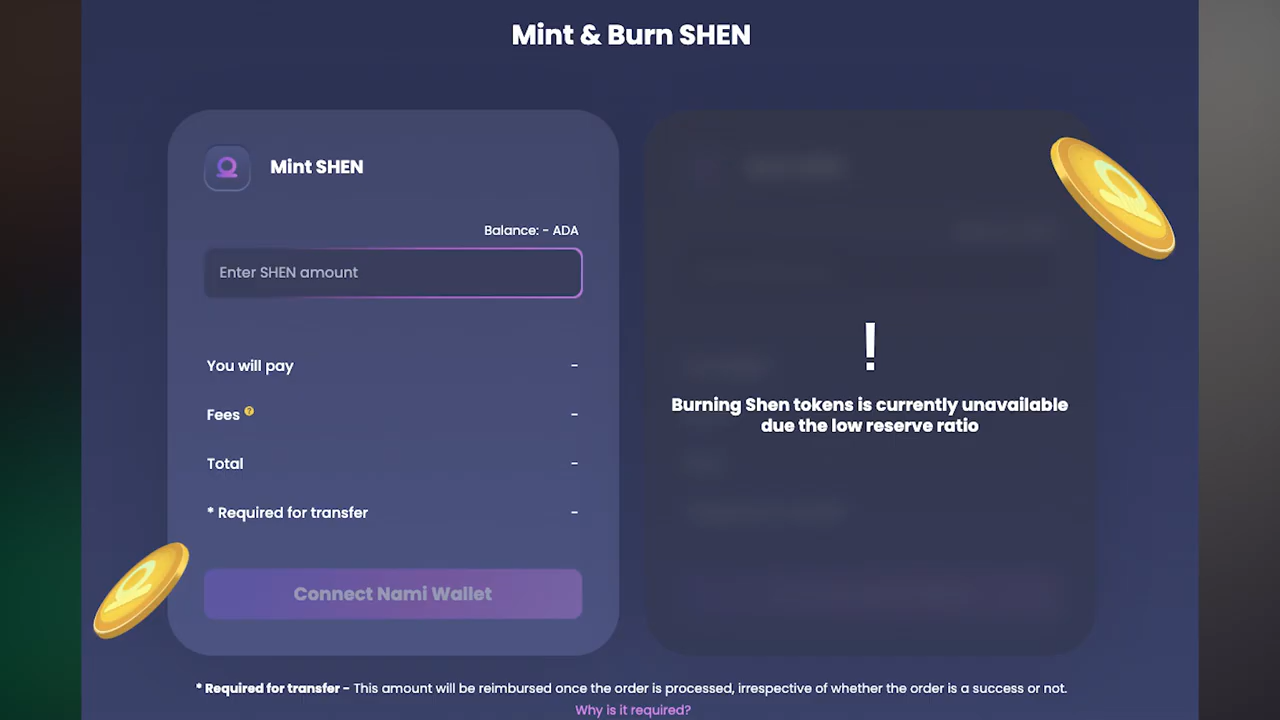 Mint & Burn SHEN
Mint SHEN
Balance: - ADA
Enter SHEN amount
You will pay -
Fees ? -
Total -
* Required for transfer -
Connect Nami Wallet
!
Burning Shen tokens is currently unavailable
due the low reserve ratio
* Required for transfer - This amount will be reimbursed once the order is processed, irrespective of whether the order is a success or not.
Why is it required?